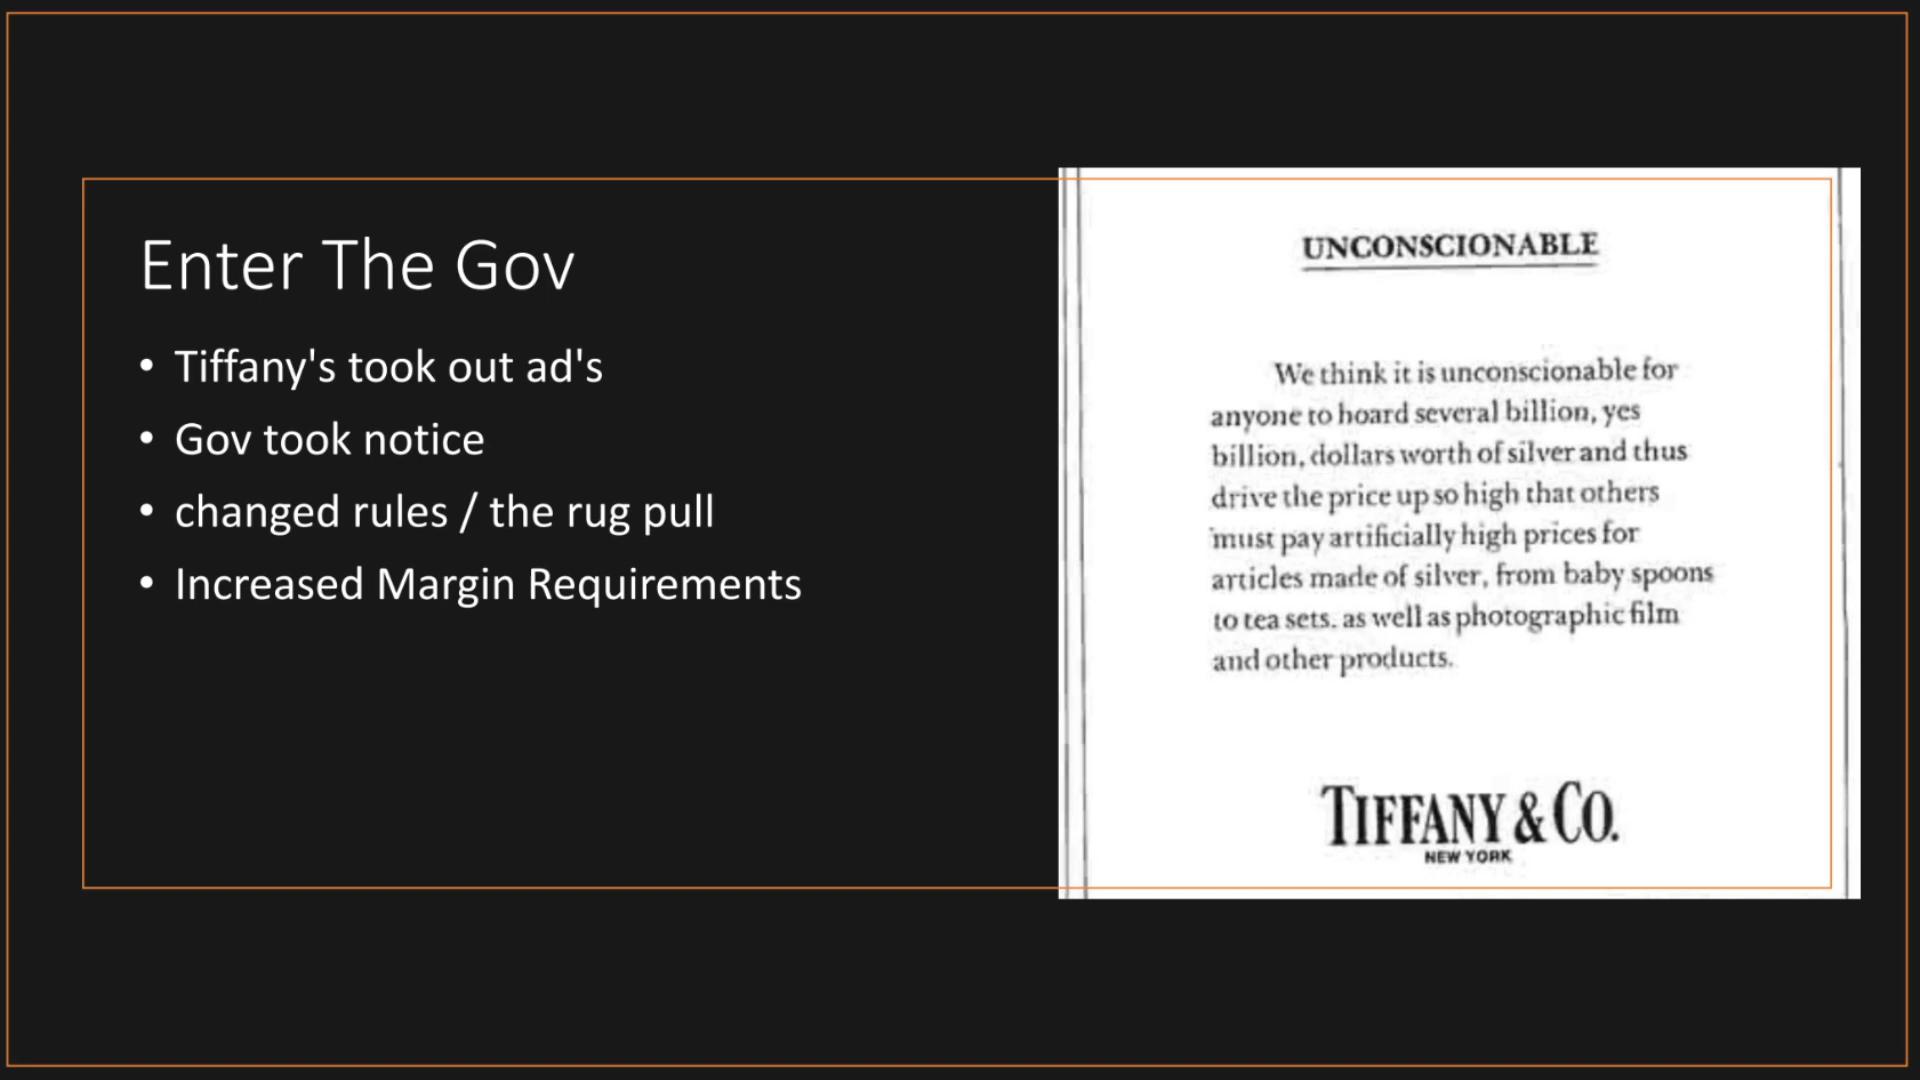 Enter The Gov
• Tiffany's took out ad's
• Gov took notice
• changed rules / the rug pull
• Increased Margin Requirements
UNCONSCIONABLE
We think it is unconscionable for
anyone to hoard several billion, yes
billion, dollars worth of silver and thus
drive the price up so high that others
must pay artificially high prices for
articles made of silver, from baby spoons
to tea sets. as well as photographic film
and other products.
TIFFANY & CO.
NEW YORK